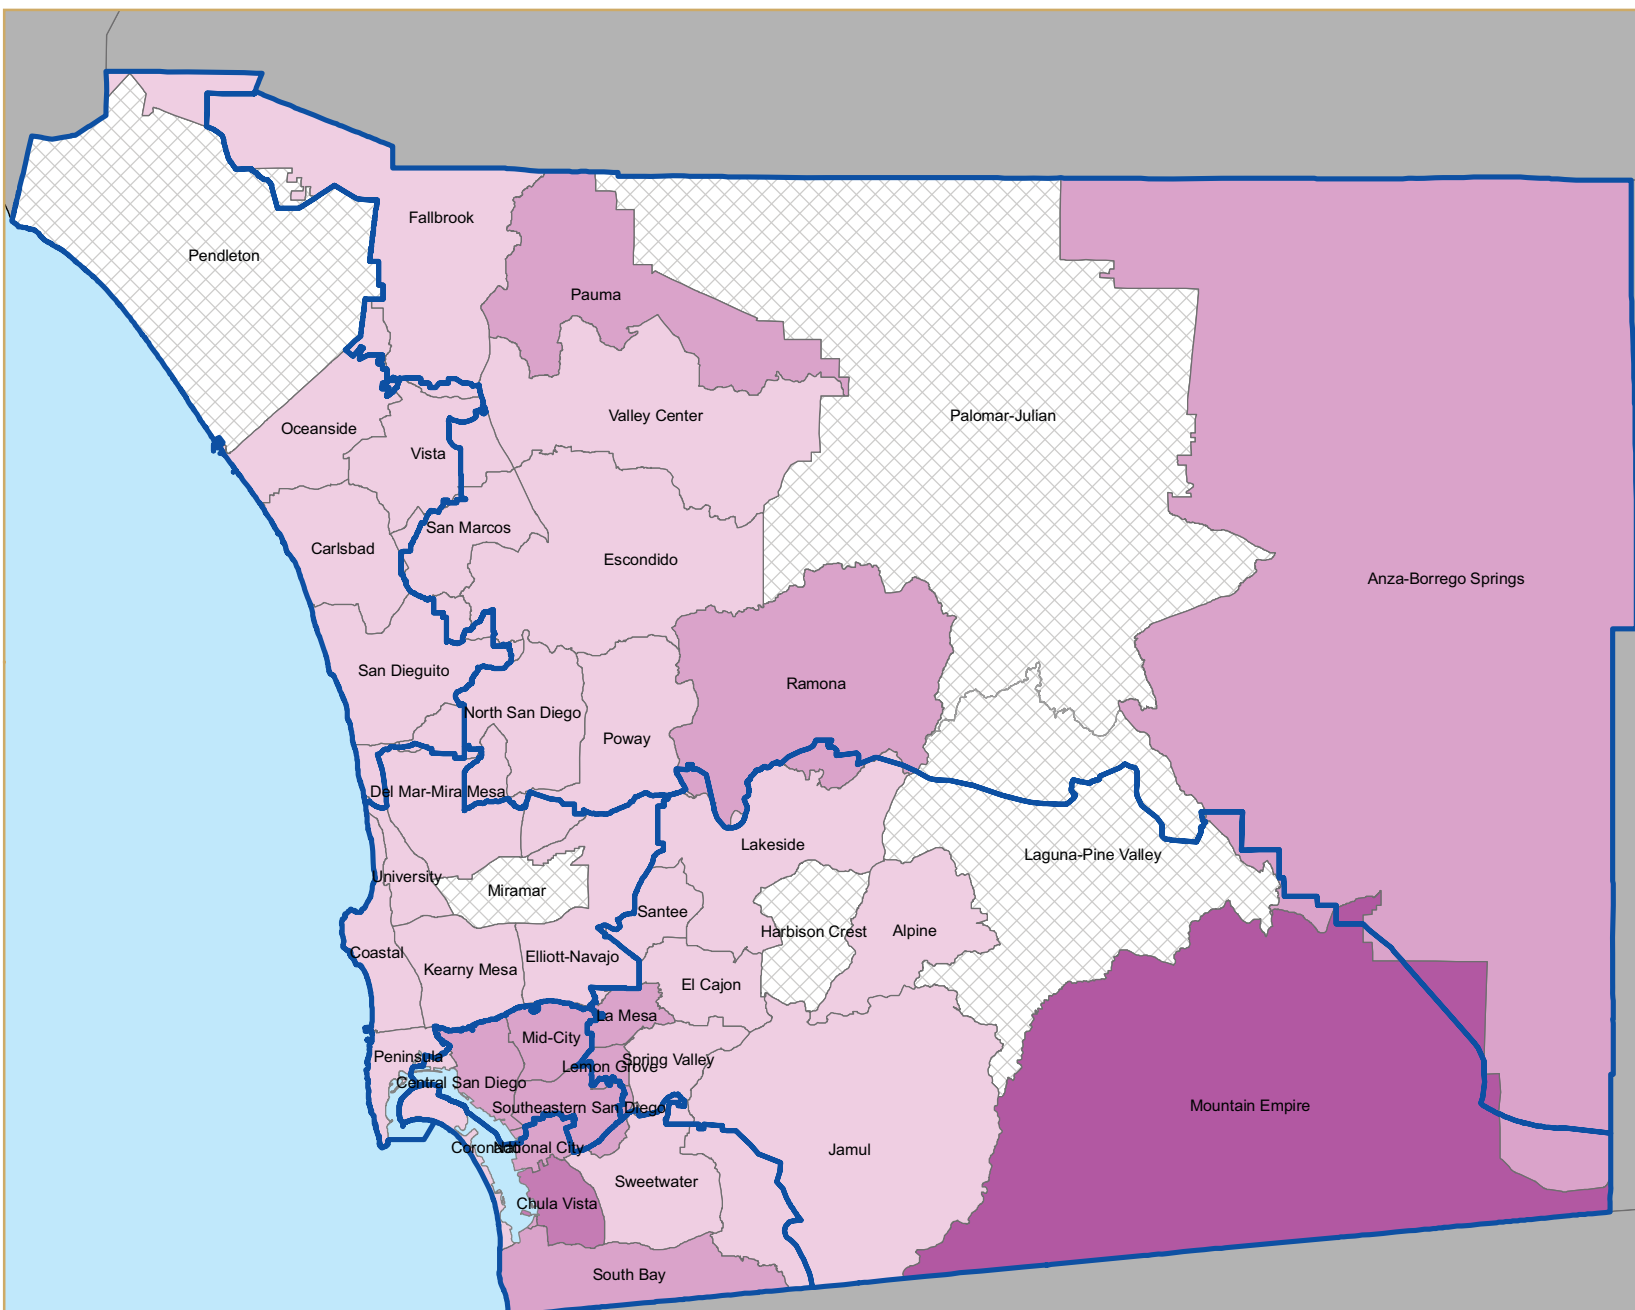 Fallbrook
Pendleton
Pauma
Valley Center
Palomar-Julian
Oceanside
Vista
San Marcos
Carlsbad
Escondido
Anza-Borrego Springs
San Dieguito
Ramona
North San Diego
Poway
Del Mar-Mira Mesa
Lakeside
Laguna-Pine Valley
University
Miramar
Santee
Harbison Crest
Alpine
Coastal
Elliott-Navajo
Kearny Mesa
El Cajon
La Mesa
Mid-City
Peninsula
Spring Valley
Lemon Grove
Central San Diego
Southeastern San Diego
Mountain Empire
Coronado
National City
Jamul
Sweetwater
Chula Vista
South Bay